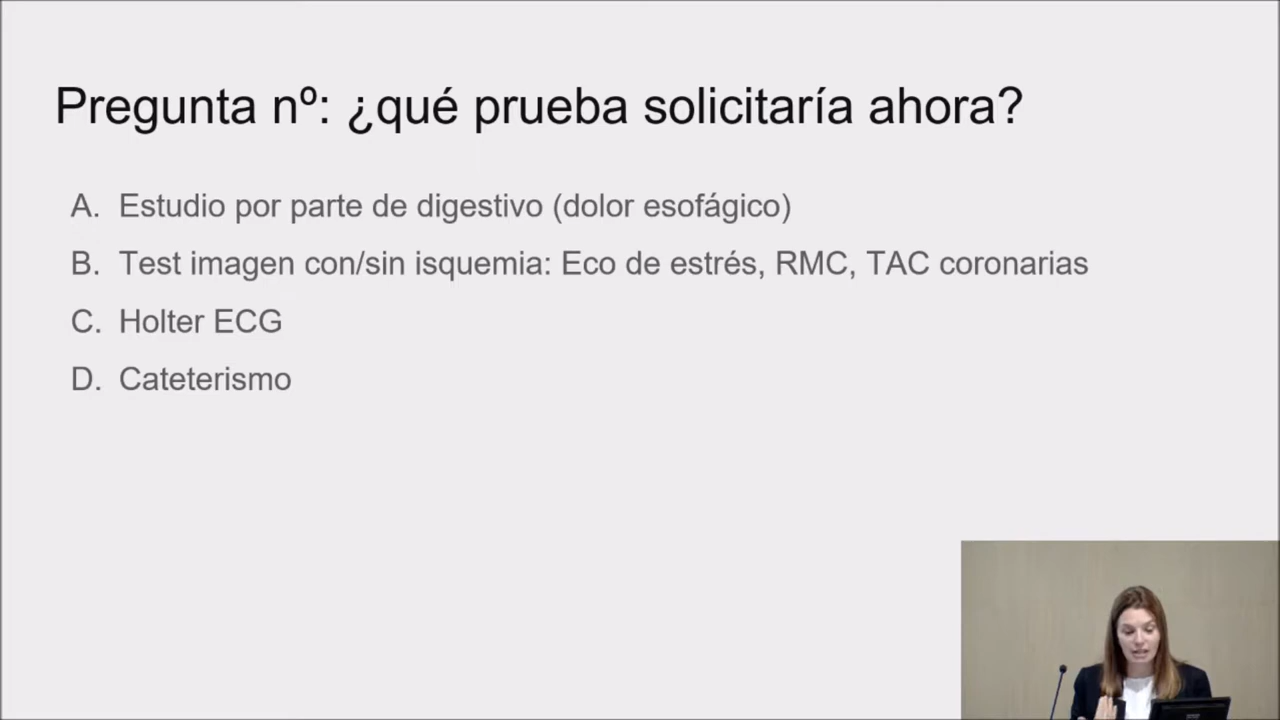 Pregunta nº: ¿qué prueba solicitaría ahora?
A. Estudio por parte de digestivo (dolor esofágico)
B. Test imagen con/sin isquemia: Eco de estrés, RMC, TAC coronarias
C. Holter ECG
D. Cateterismo